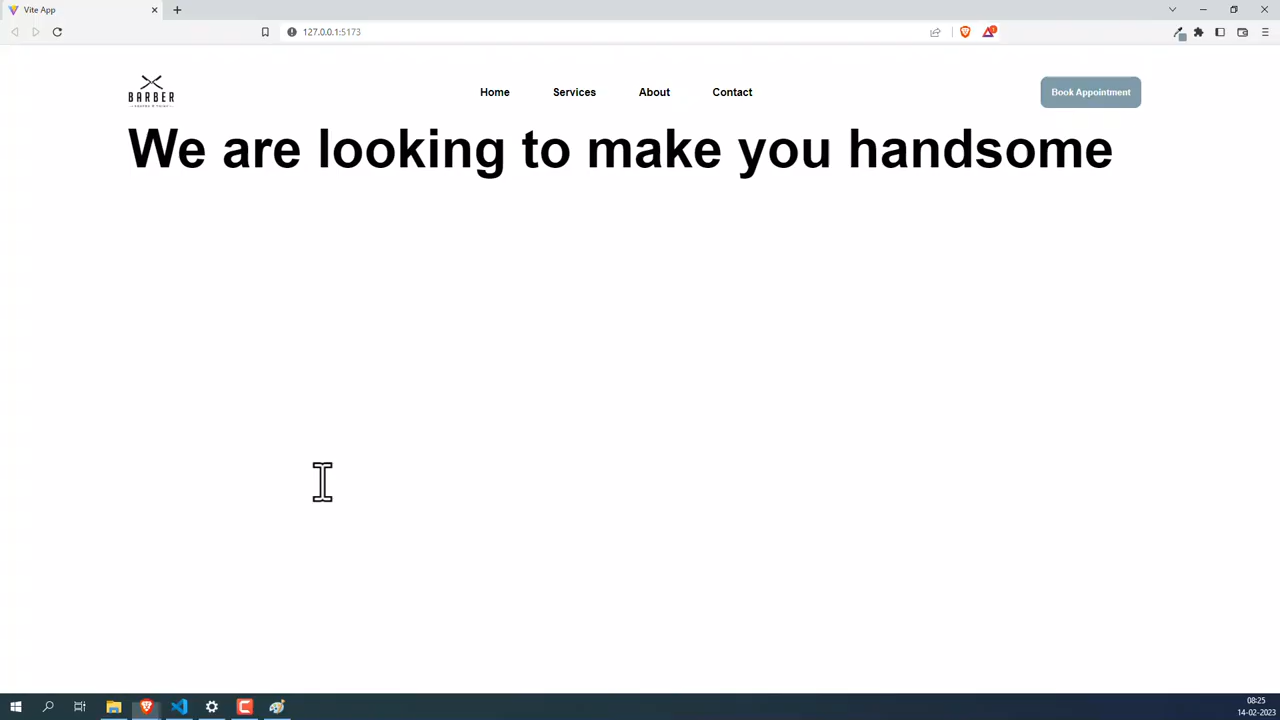 Vite App
127.0.0.1:5173
BARBER
Home Services About Contact
Book Appointment
We are looking to make you handsome
08:25
14-02-2023